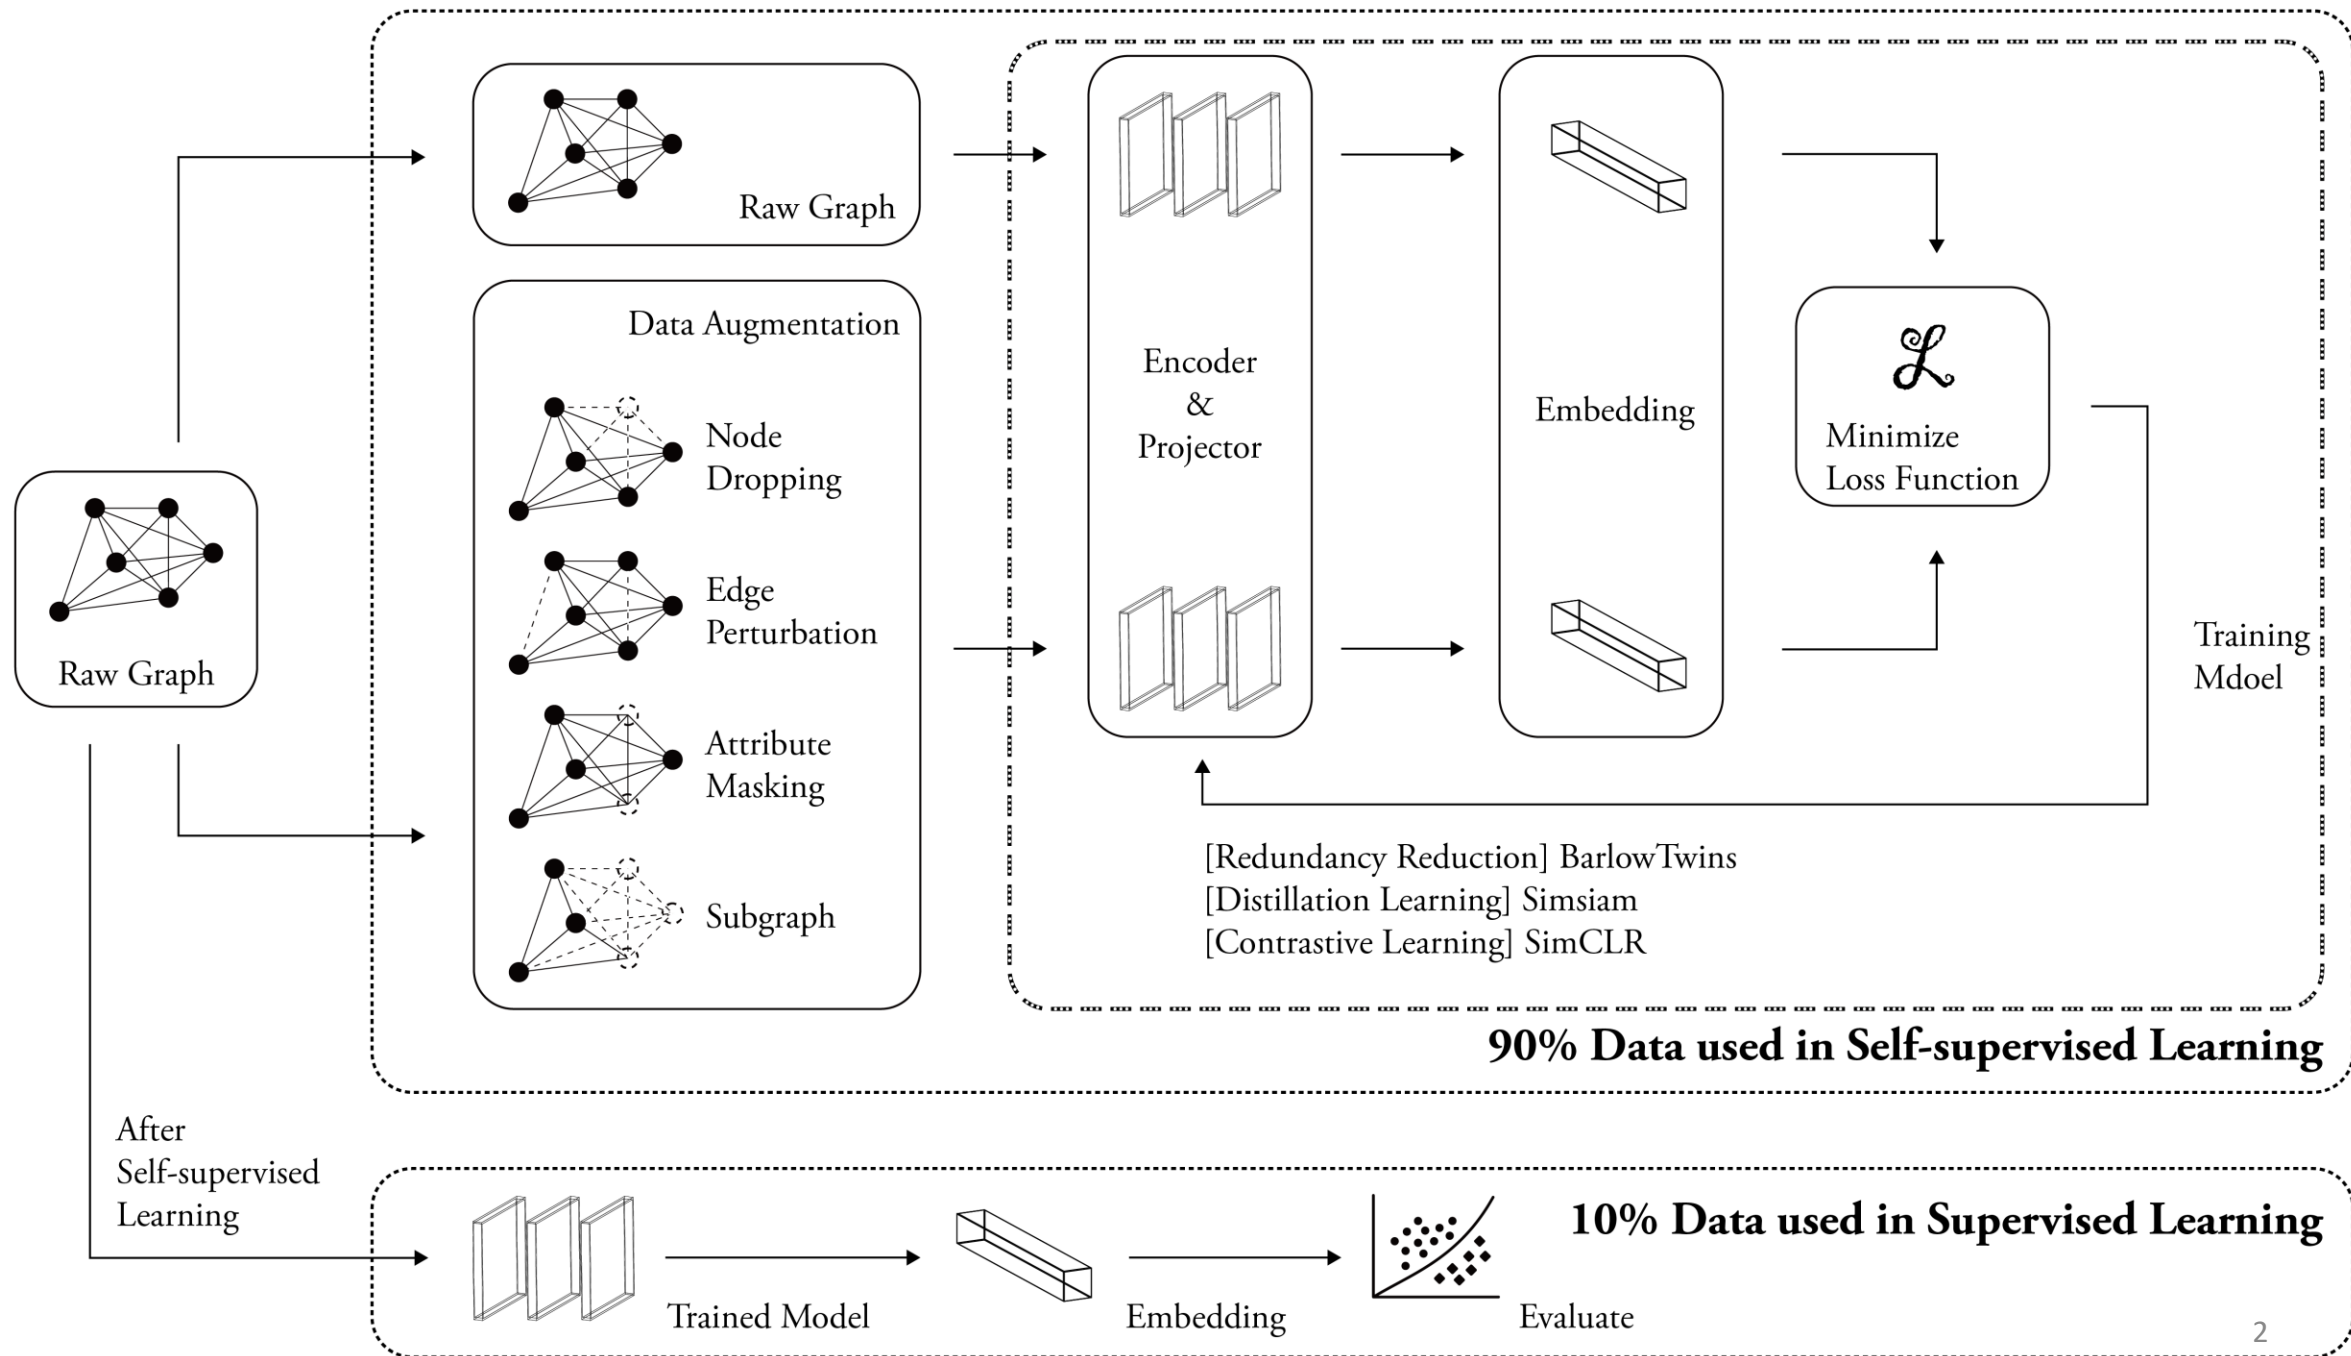 Raw Graph
Raw Graph
Data Augmentation
Node
Dropping
Edge
Perturbation
Attribute
Masking
Subgraph
Encoder
&
Projector
Embedding
ℒ
Minimize
Loss Function
Training
Mdoel
[Redundancy Reduction] BarlowTwins
[Distillation Learning] Simsiam
[Contrastive Learning] SimCLR
90% Data used in Self-supervised Learning
After
Self-supervised
Learning
10% Data used in Supervised Learning
Trained Model
Embedding
Evaluate
2